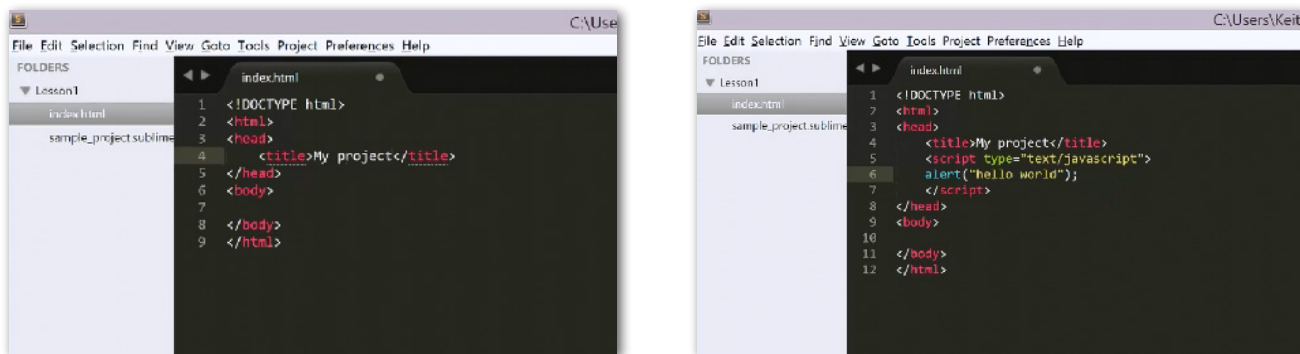 C:\Use
File Edit Selection Find View Goto Tools Project Preferences Help
FOLDERS
Lesson1
index.html
sample_project.sublime
index.html
1 <!DOCTYPE html>
2 <html>
3 <head>
4 <title>My project</title>
5 </head>
6 <body>
7
8 </body>
9 </html>
C:\Users\Keit
File Edit Selection Find View Goto Tools Project Preferences Help
FOLDERS
Lesson1
index.html
sample_project.sublime
index.html
1 <!DOCTYPE html>
2 <html>
3 <head>
4 <title>My project</title>
5 <script type="text/javascript">
6 alert("hello world");
7 </script>
8 </head>
9 <body>
10
11 </body>
12 </html>